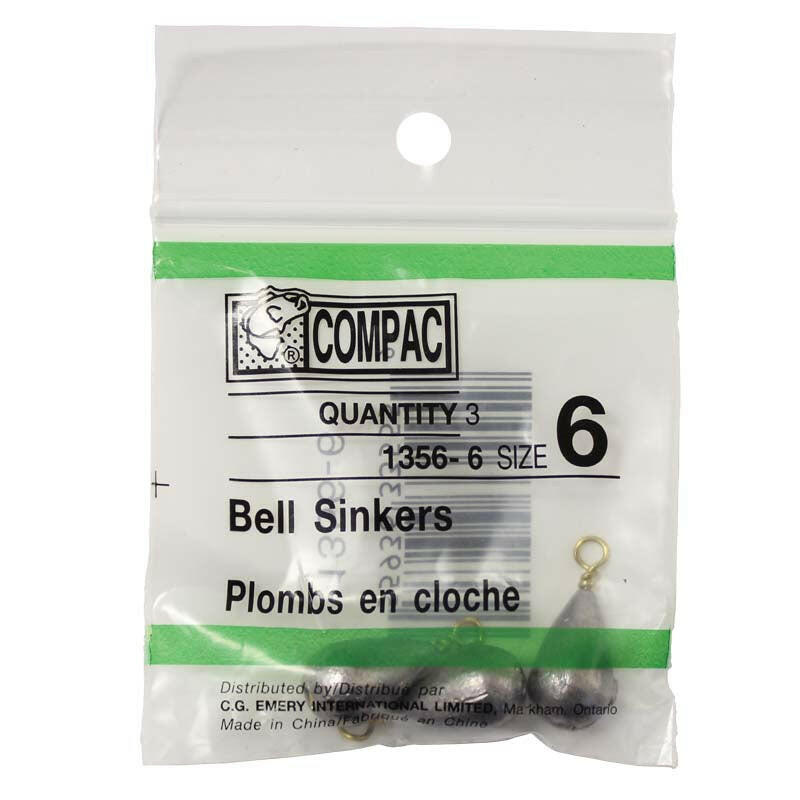 C
®
COMPAC
QUANTITY 3
1356-6 SIZE 6
Bell Sinkers
Plombs en cloche
Distributed by/Distribué par
C.G. EMERY INTERNATIONAL LIMITED, Markham, Ontario
Made in China/Fabriqué en Chine